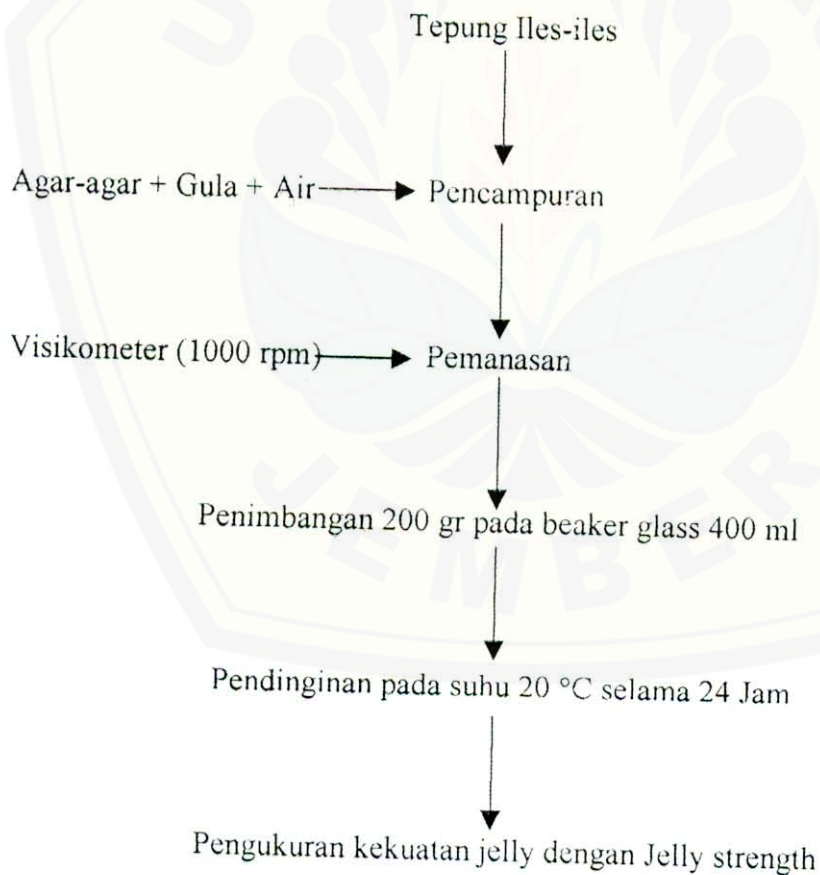 Tepung Iles-iles
Agar-agar + Gula + Air
Pencampuran
Visikometer (1000 rpm)
Pemanasan
Penimbangan 200 gr pada beaker glass 400 ml
Pendinginan pada suhu 20 °C selama 24 Jam
Pengukuran kekuatan jelly dengan Jelly strength
JEMBER